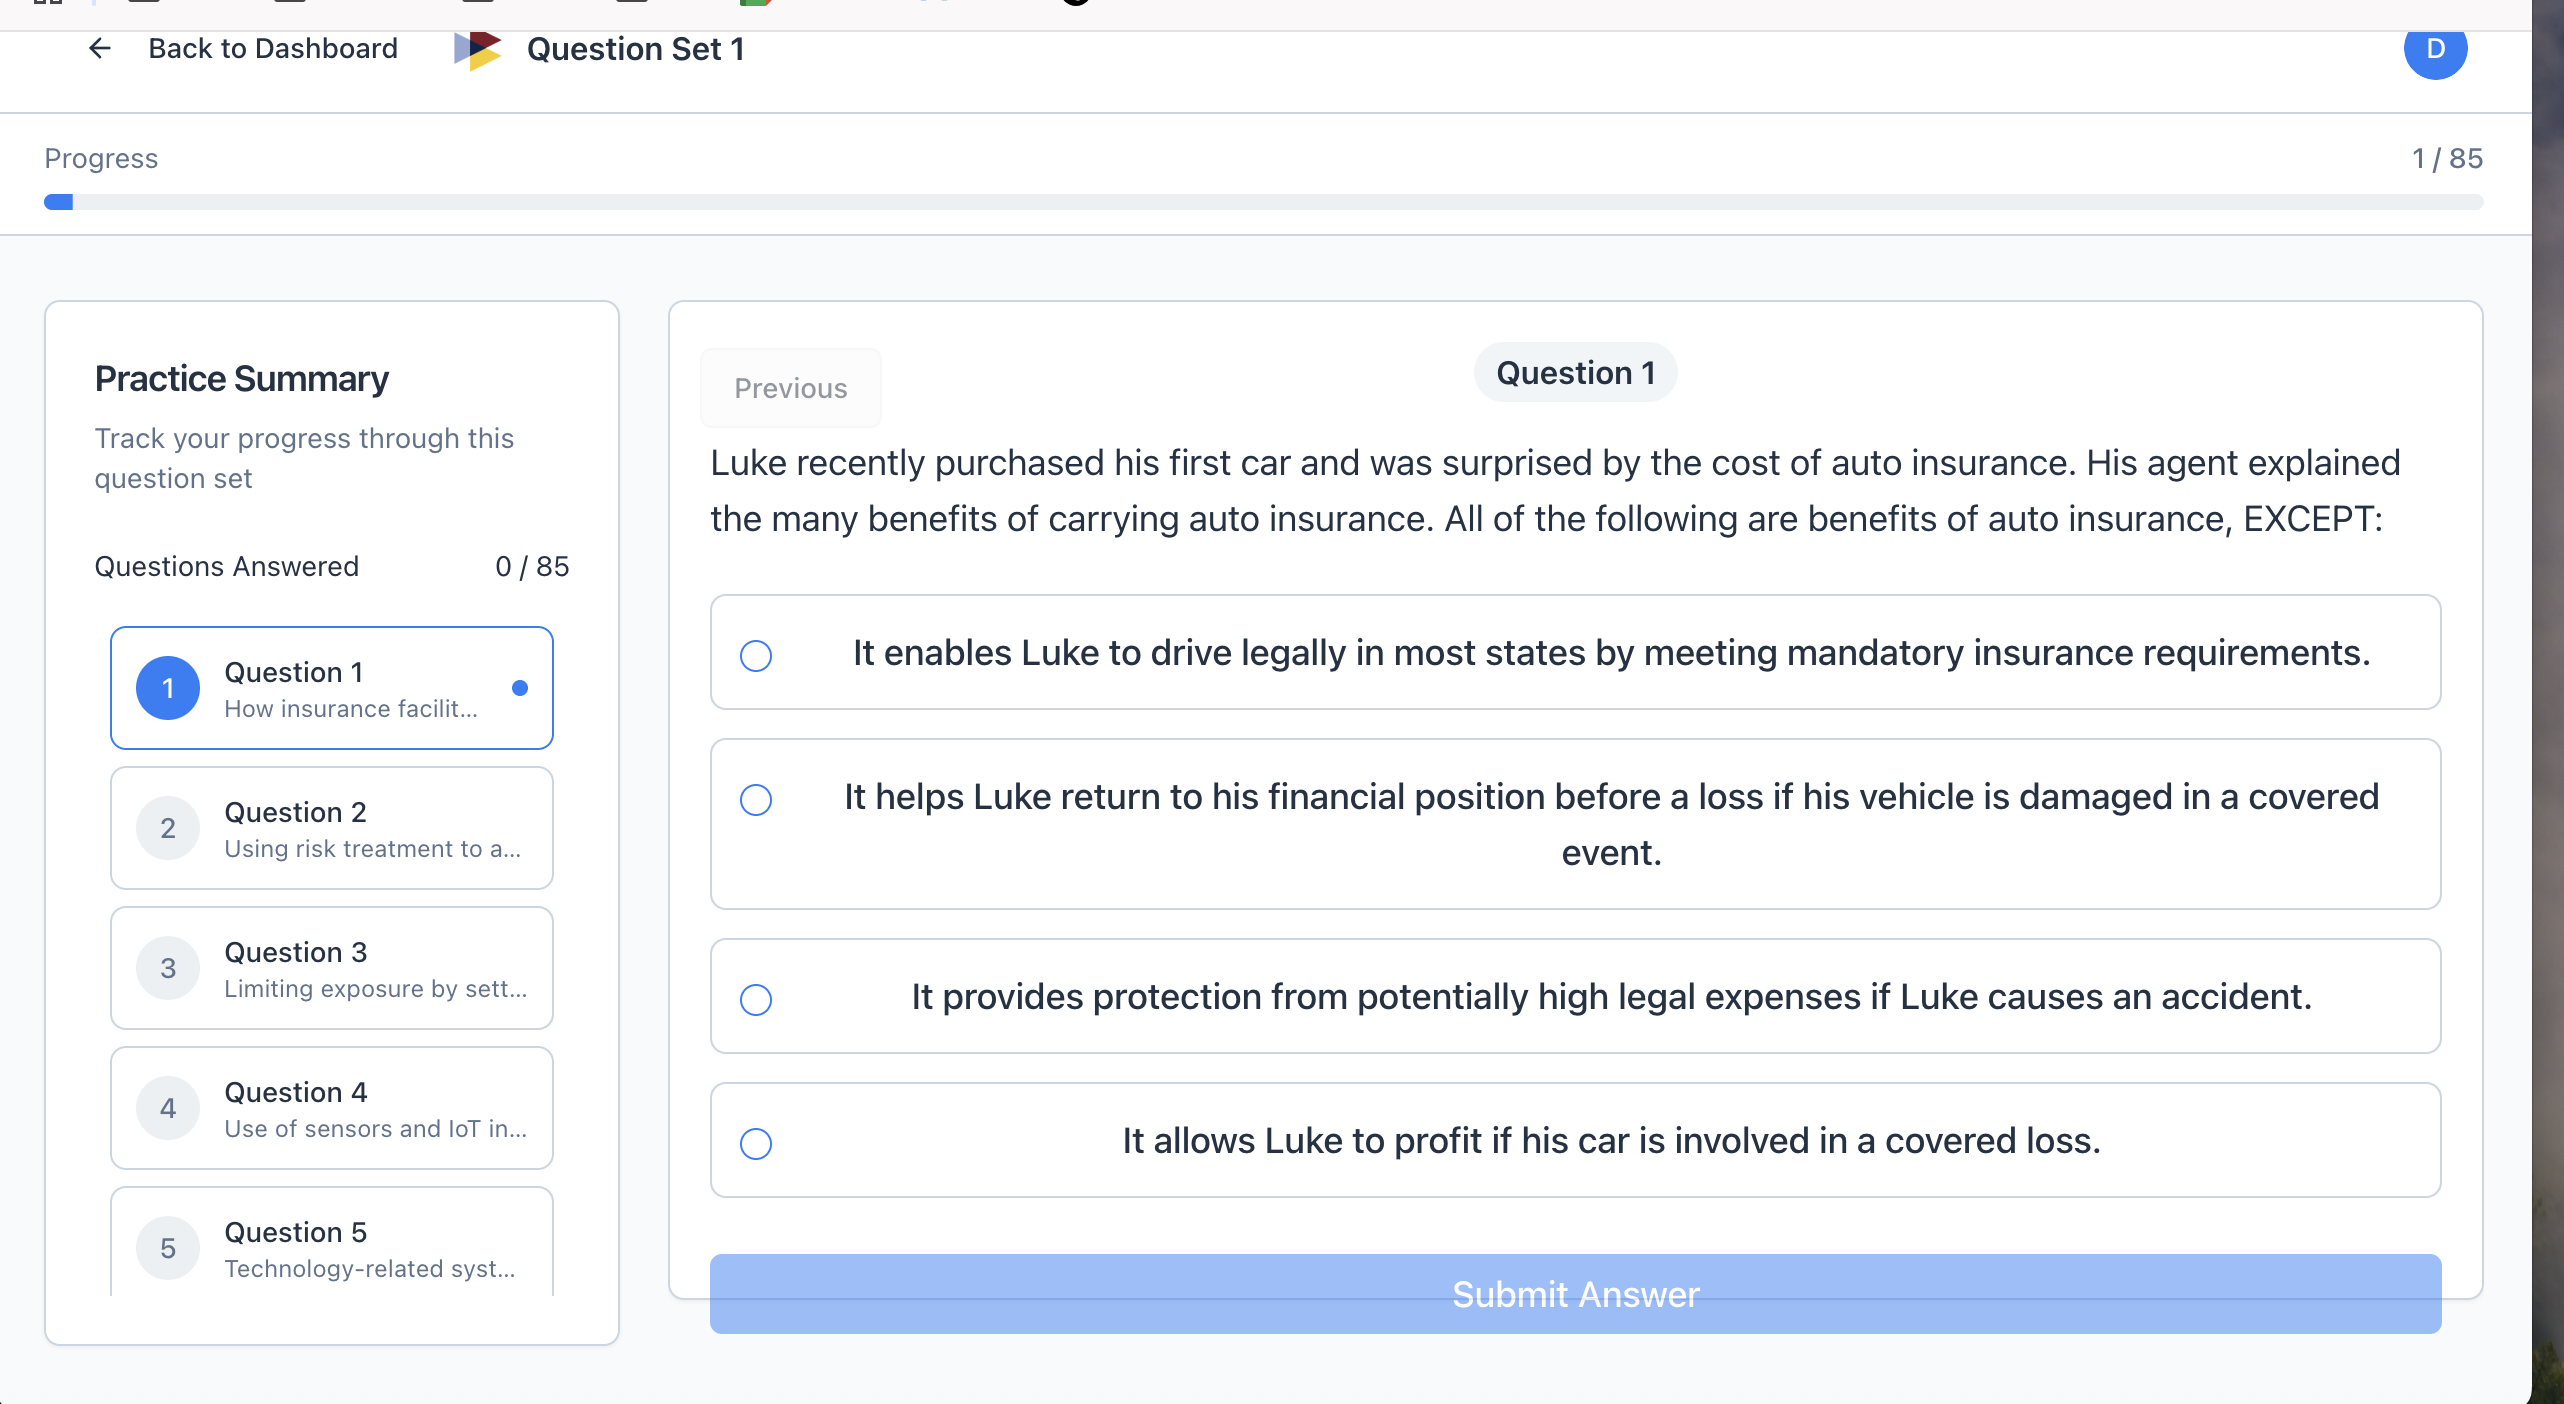 Back to Dashboard
Question Set 1
D
Progress
1 / 85
Practice Summary
Track your progress through this
question set
Questions Answered
0 / 85
1
Question 1
How insurance facilit...
2
Question 2
Using risk treatment to a...
3
Question 3
Limiting exposure by sett...
4
Question 4
Use of sensors and IoT in...
5
Question 5
Technology-related syst...
Previous
Question 1
Luke recently purchased his first car and was surprised by the cost of auto insurance. His agent explained
the many benefits of carrying auto insurance. All of the following are benefits of auto insurance, EXCEPT:
It enables Luke to drive legally in most states by meeting mandatory insurance requirements.
It helps Luke return to his financial position before a loss if his vehicle is damaged in a covered
event.
It provides protection from potentially high legal expenses if Luke causes an accident.
It allows Luke to profit if his car is involved in a covered loss.
Submit Answer